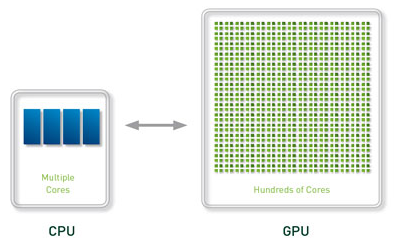 Multiple
Cores
CPU
Hundreds of Cores
GPU